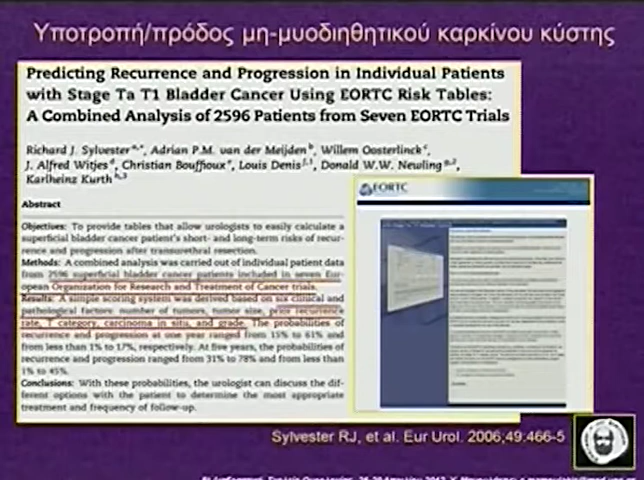 Υποτροπή/πρόδος μη-μυοδιηθητικού καρκίνου κύστης
Predicting Recurrence and Progression in Individual Patients
with Stage Ta T1 Bladder Cancer Using EORTC Risk Tables:
A Combined Analysis of 2596 Patients from Seven EORTC Trials
Richard J. Sylvester, Adrian P.M. van der Meijden, Willem Oosterlinck,
J. Alfred Witjes, Christian Bouffioux, Louis Denis, Donald W.W. Newling,
Karlheinz Kurth
Abstract
Objectives: To provide tables that allow urologists to easily calculate a
superficial bladder cancer patient's short- and long-term risks of recur-
rence and progression after transurethral resection.
Methods: A combined analysis was carried out of individual patient data
from 2596 superficial bladder cancer patients included in seven Eur-
opean Organization for Research and Treatment of Cancer trials.
Results: A simple scoring system was derived based on six clinical and
pathological factors: number of tumors, tumor size, prior recurrence
rate, T category, carcinoma in situ, and grade. The probabilities of
recurrence and progression at one year ranged from 15% to 61% and
from less than 1% to 17%, respectively. At five years, the probabilities of
recurrence and progression ranged from 31% to 78% and from less than
1% to 45%.
Conclusions: With these probabilities, the urologist can discuss the dif-
ferent options with the patient to determine the most appropriate
treatment and frequency of follow-up.
EORTC
Sylvester RJ, et al. Eur Urol. 2006;49:466-5